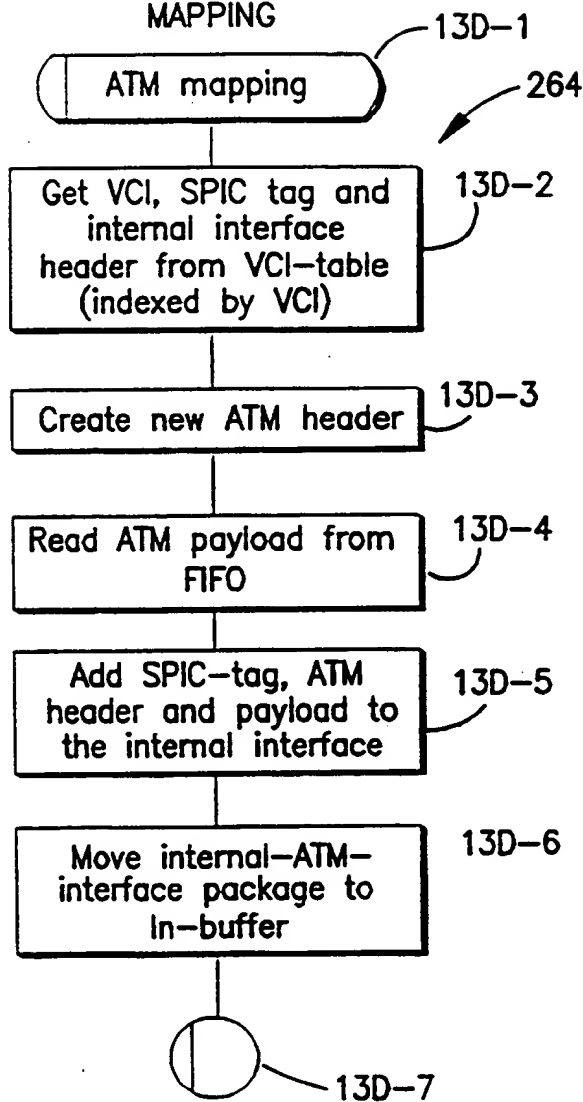 MAPPING
13D-1
ATM mapping
264
13D-2
Get VCI, SPIC tag and
internal interface
header from VCI-table
(indexed by VCI)
13D-3
Create new ATM header
13D-4
Read ATM payload from
FIFO
13D-5
Add SPIC-tag, ATM
header and payload to
the internal interface
13D-6
Move internal-ATM-
interface package to
In-buffer
13D-7